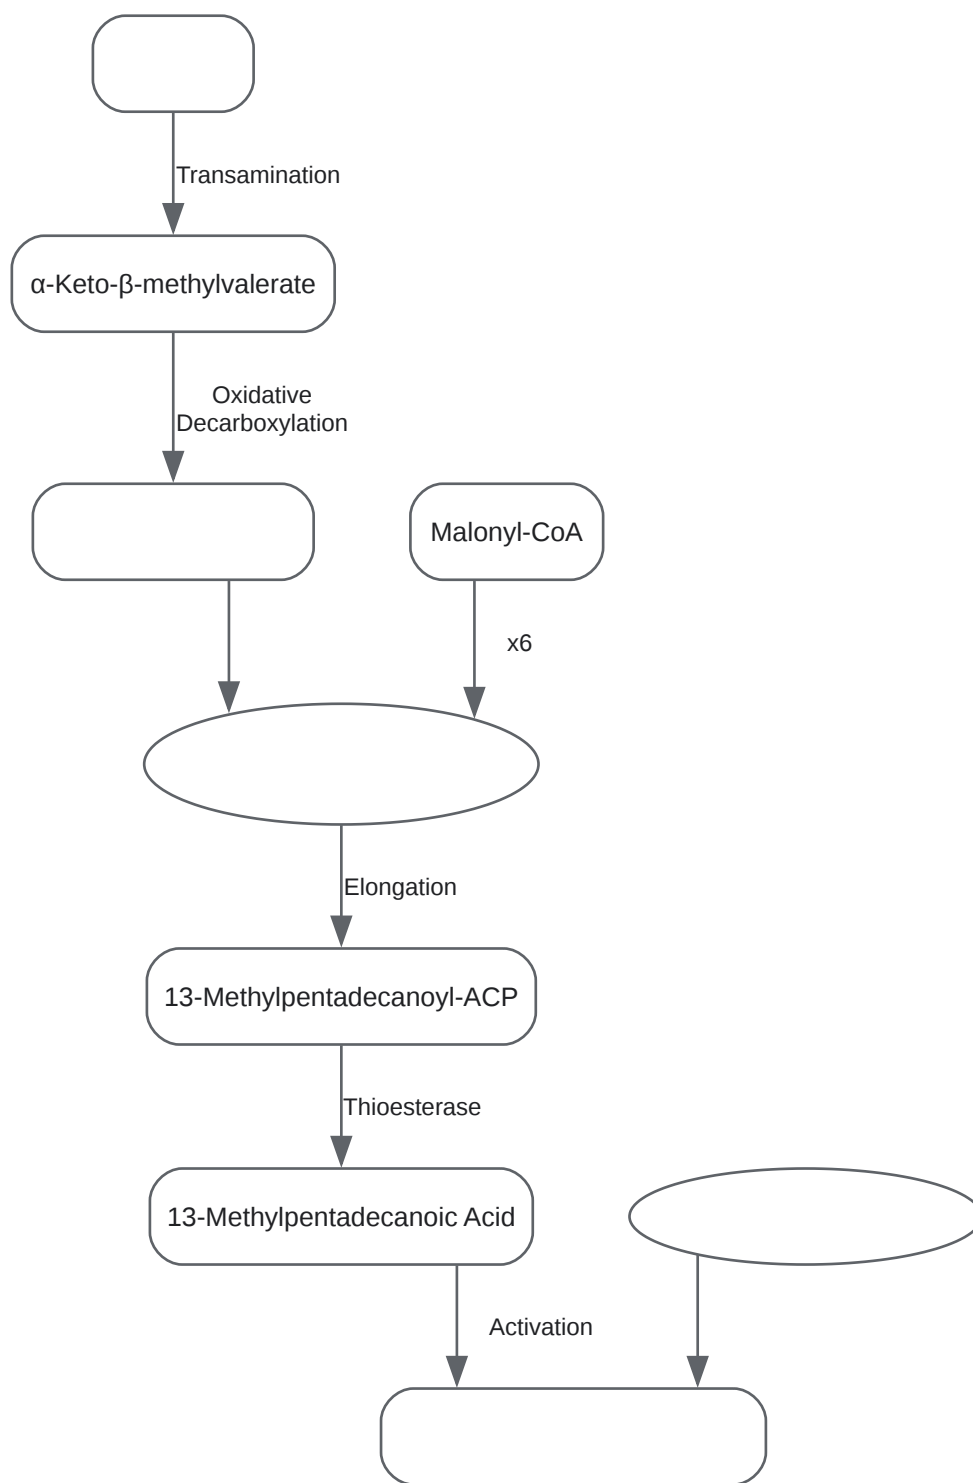 Transamination
α-Keto-β-methylvalerate
Oxidative
Decarboxylation
Malonyl-CoA
x6
Elongation
13-Methylpentadecanoyl-ACP
Thioesterase
13-Methylpentadecanoic Acid
Activation